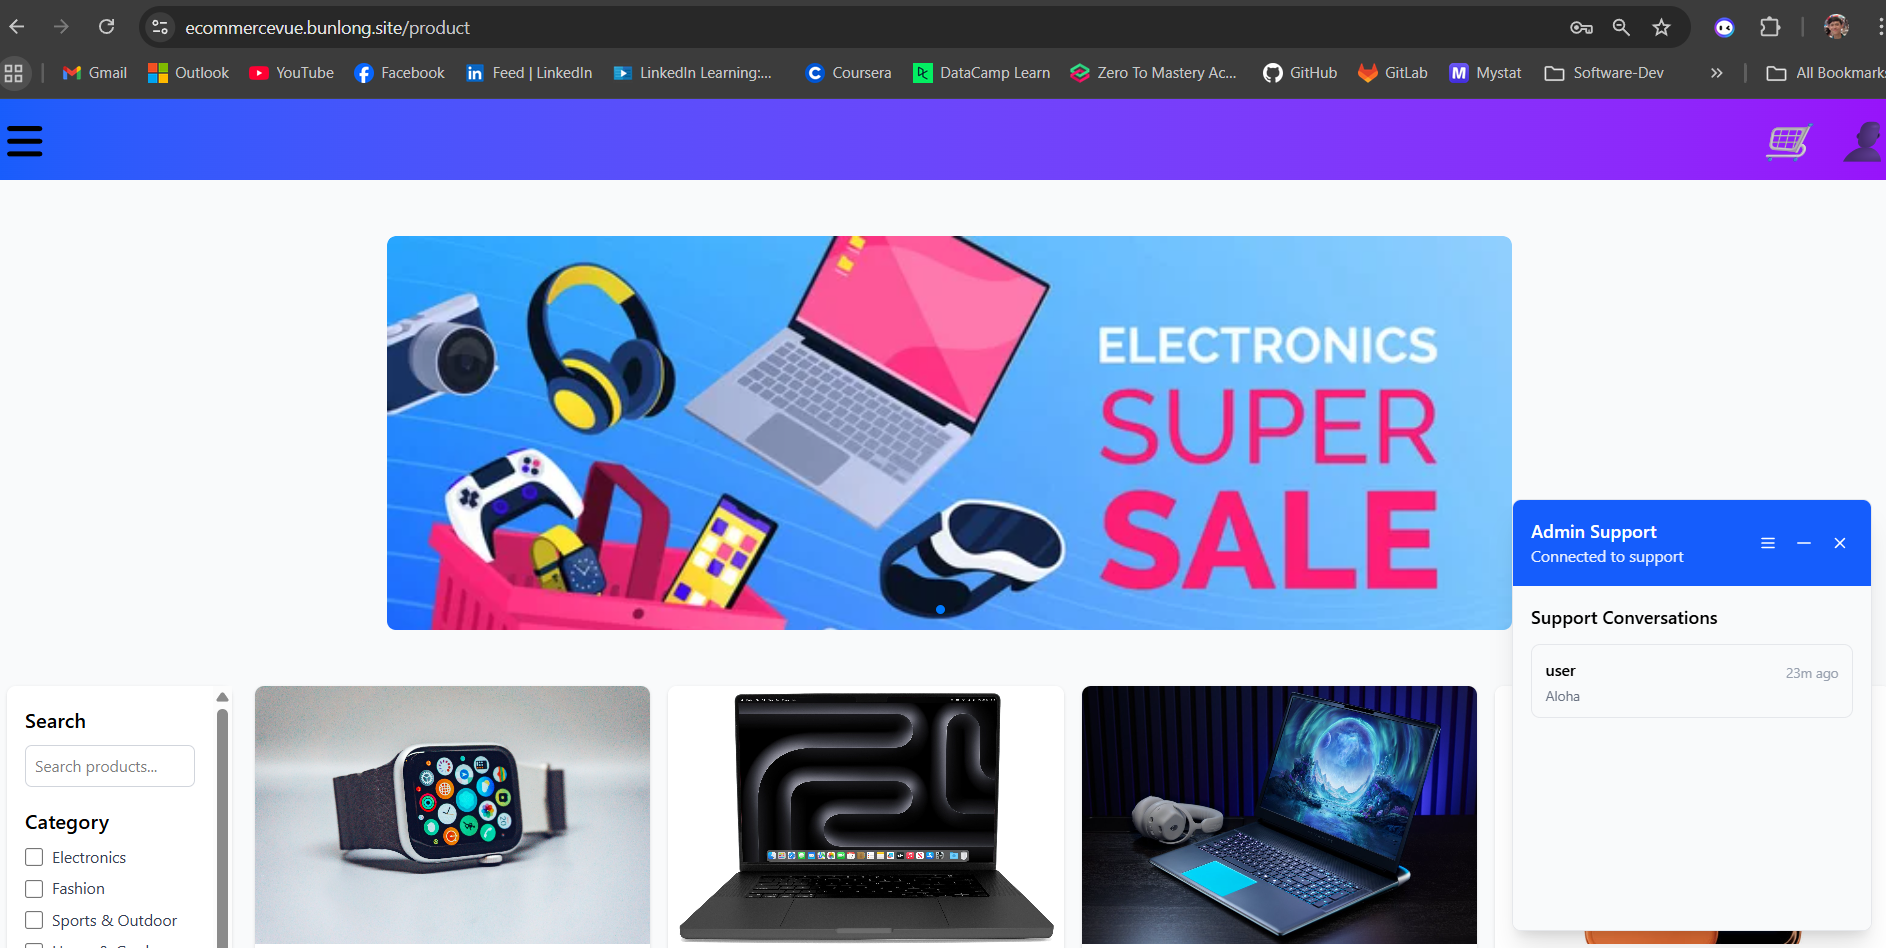 ecommercevue.bunlong.site/product
Gmail
Outlook
YouTube
Facebook
Feed | LinkedIn
LinkedIn Learning:...
Coursera
DataCamp Learn
Zero To Mastery Ac...
GitHub
GitLab
Mystat
Software-Dev
»
All Bookmarks
ELECTRONICS
SUPER
SALE
Admin Support
Connected to support
Support Conversations
user
23m ago
Aloha
Search
Search products...
Category
Electronics
Fashion
Sports & Outdoor